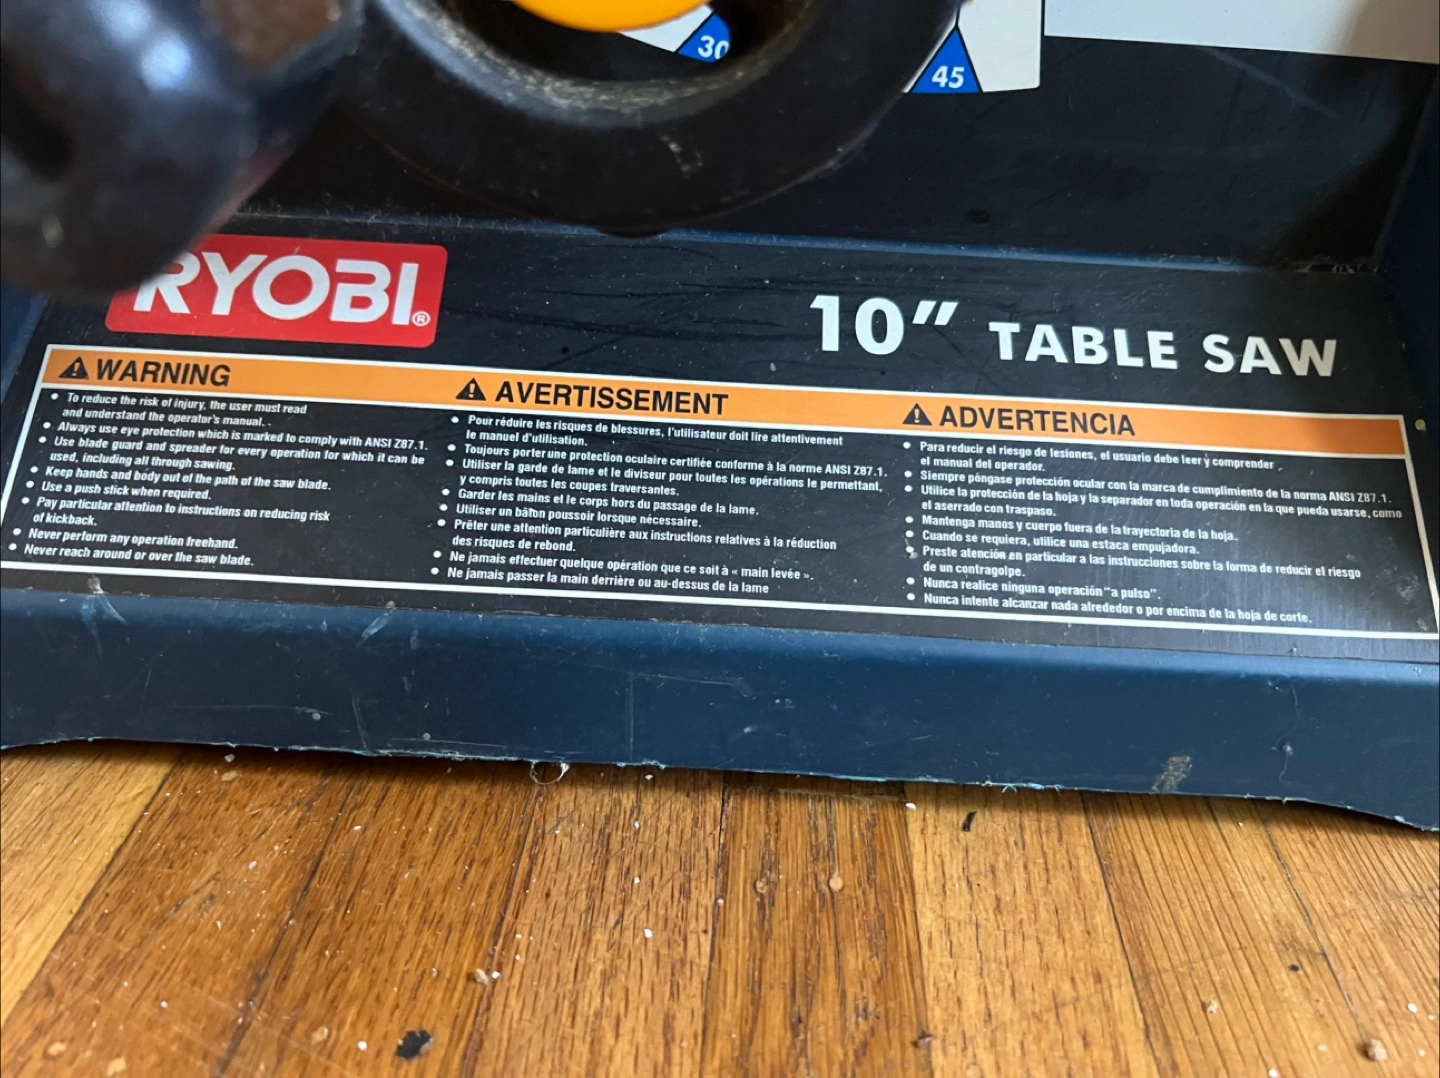 30
45
RYOBI®
10" TABLE SAW
WARNING
• To reduce the risk of injury, the user must read
and understand the operator's manual. .
• Always use eye protection which is marked to comply with ANSI Z87.1.
• Use blade guard and spreader for every operation for which it can be
used, including all through sawing.
• Keep hands and body out of the path of the saw blade.
• Use a push stick when required.
• Pay particular attention to instructions on reducing risk
of kickback.
• Never perform any operation freehand.
• Never reach around or over the saw blade.
AVERTISSEMENT
• Pour réduire les risques de blessures, l'utilisateur doit lire attentivement
le manuel d'utilisation.
• Toujours porter une protection oculaire certifiée conforme à la norme ANSI Z87.1.
• Utiliser la garde de lame et le diviseur pour toutes les opérations le permettant,
y compris toutes les coupes traversantes.
• Garder les mains et le corps hors du passage de la lame.
• Utiliser un bâton poussoir lorsque nécessaire.
• Prêter une attention particulière aux instructions relatives à la réduction
des risques de rebond.
• Ne jamais effectuer quelque opération que ce soit à « main levée ».
• Ne jamais passer la main derrière ou au-dessus de la lame
ADVERTENCIA
• Para reducir el riesgo de lesiones, el usuario debe leer y comprender
el manual del operador.
• Siempre póngase protección ocular con la marca de cumplimiento de la norma ANSI Z87.1.
• Utilice la protección de la hoja y la separador en toda operación en la que pueda usarse, como
el aserrado con traspaso.
• Mantenga manos y cuerpo fuera de la trayectoria de la hoja.
• Cuando se requiera, utilice una estaca empujadora.
• Preste atención en particular a las instrucciones sobre la forma de reducir el riesgo
de un contragolpe.
• Nunca realice ninguna operación "a pulso".
• Nunca intente alcanzar nada alrededor o por encima de la hoja de corte.